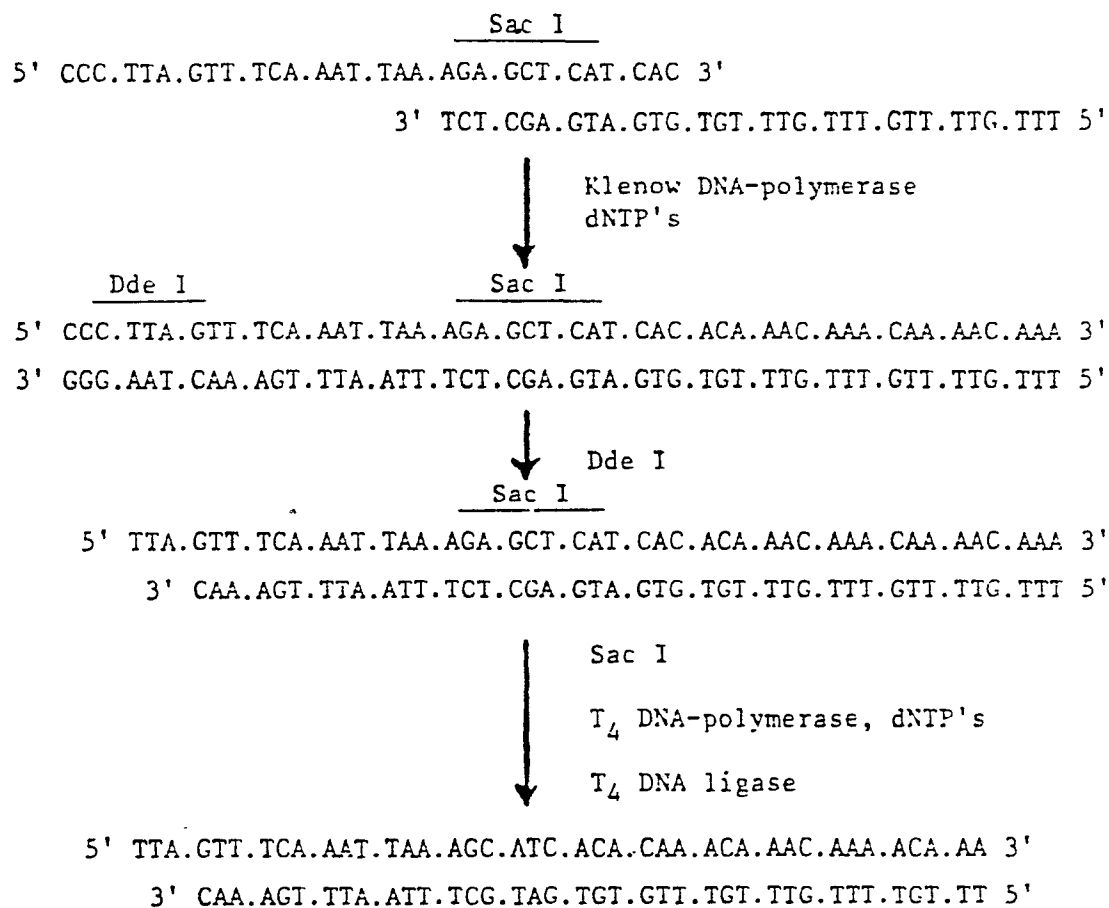 Sac I
5' CCC.TTA.GTT.TCA.AAT.TAA.AGA.GCT.CAT.CAC 3'
3' TCT.CGA.GTA.GTG.TGT.TTG.TTT.GTT.TTG.TTT 5'
Klenow DNA-polymerase
dNTP's
Dde I Sac I
5' CCC.TTA.GTT.TCA.AAT.TAA.AGA.GCT.CAT.CAC.ACA.AAC.AAA.CAA.AAC.AAA 3'
3' GGG.AAT.CAA.AGT.TTA.ATT.TCT.CGA.GTA.GTG.TGT.TTG.TTT.GTT.TTG.TTT 5'
Dde I
Sac I
5' TTA.GTT.TCA.AAT.TAA.AGA.GCT.CAT.CAC.ACA.AAC.AAA.CAA.AAC.AAA 3'
3' CAA.AGT.TTA.ATT.TCT.CGA.GTA.GTG.TGT.TTG.TTT.GTT.TTG.TTT 5'
Sac I
T4 DNA-polymerase, dNTP's
T4 DNA ligase
5' TTA.GTT.TCA.AAT.TAA.AGC.ATC.ACA.CAA.ACA.AAC.AAA.ACA.AA 3'
3' CAA.AGT.TTA.ATT.TCG.TAG.TGT.GTT.TGT.TTG.TTT.TGT.TT 5'